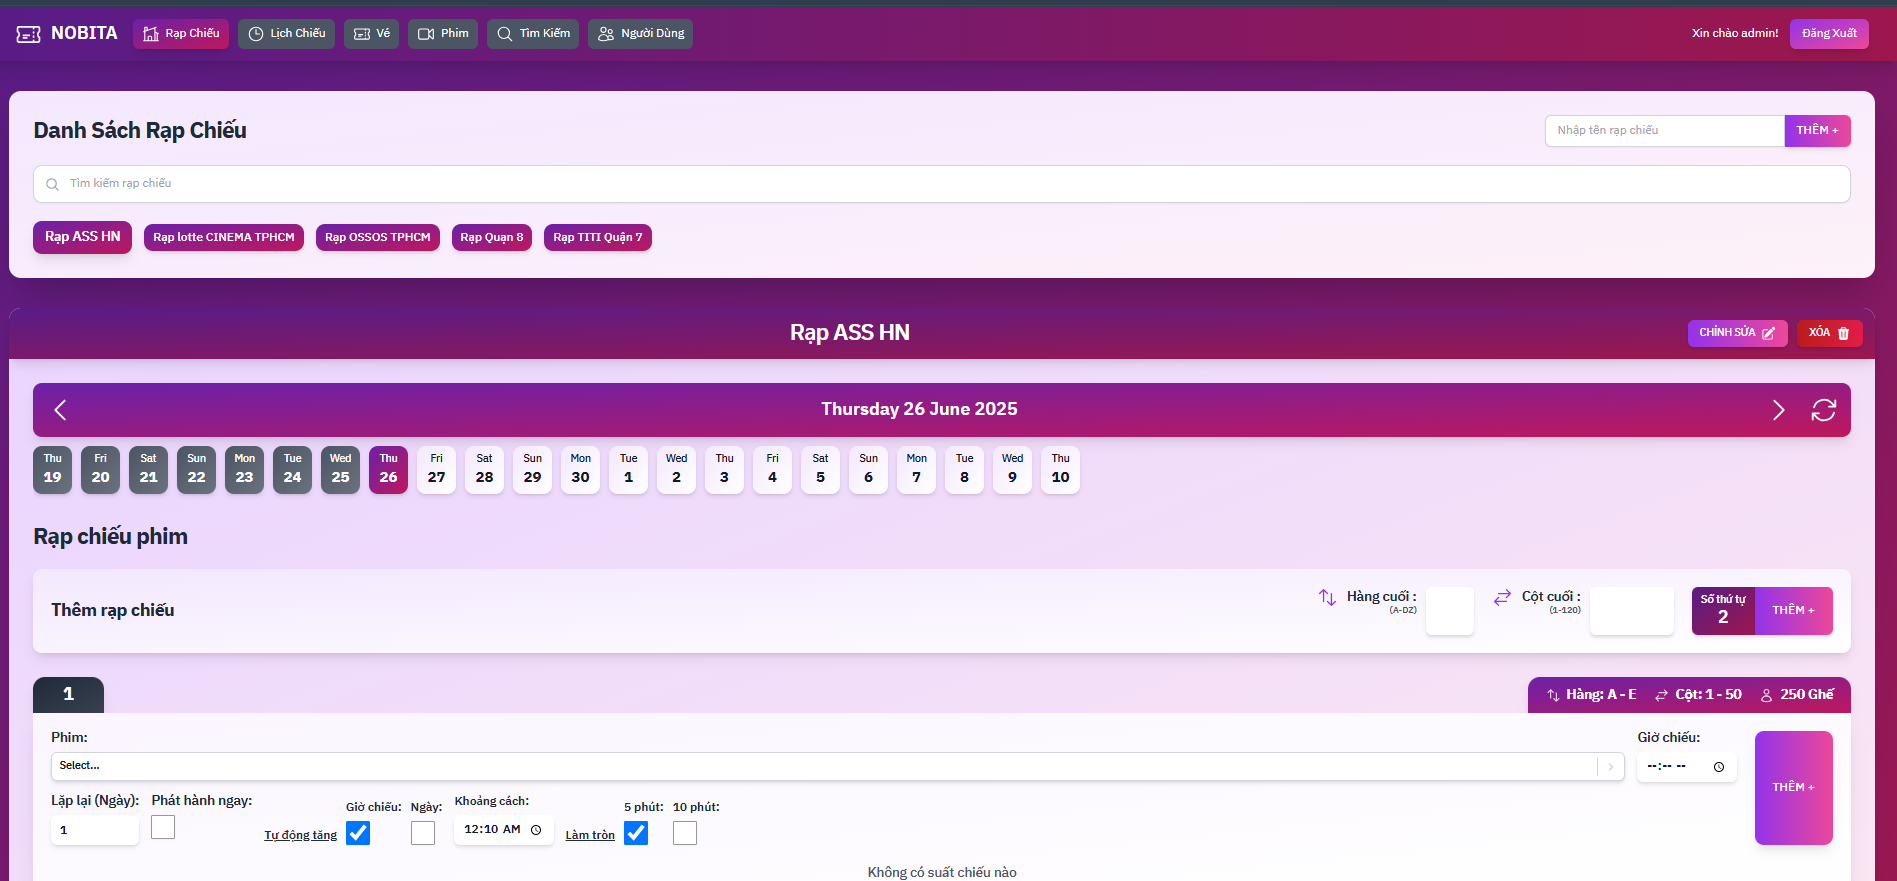 NOBITA Rạp Chiếu Lịch Chiếu Vé Phim Tìm Kiếm Người Dùng Xin chào admin! Đăng Xuất
Danh Sách Rạp Chiếu Nhập tên rạp chiếu THÊM +
Tìm kiếm rạp chiếu
Rạp ASS HN Rạp lotte CINEMA TPHCM Rạp OSSOS TPHCM Rạp Quạn 8 Rạp TITI Quận 7
Rạp ASS HN CHỈNH SỬA XÓA
Thursday 26 June 2025
Thu Fri Sat Sun Mon Tue Wed Thu Fri Sat Sun Mon Tue Wed Thu Fri Sat Sun Mon Tue Wed Thu
19 20 21 22 23 24 25 26 27 28 29 30 1 2 3 4 5 6 7 8 9 10
Rạp chiếu phim
Thêm rạp chiếu Hàng cuối : (A-DZ) Cột cuối : (1-120) Số thứ tự 2 THÊM +
1 Hàng: A - E Cột: 1 - 50 250 Ghế
Phim: Giờ chiếu:
Select... --:-- -- THÊM +
Lặp lại (Ngày): Phát hành ngay: Giờ chiếu: Ngày: Khoảng cách: 5 phút: 10 phút:
1 Tự động tăng 12:10 AM Làm tròn
Không có suất chiếu nào